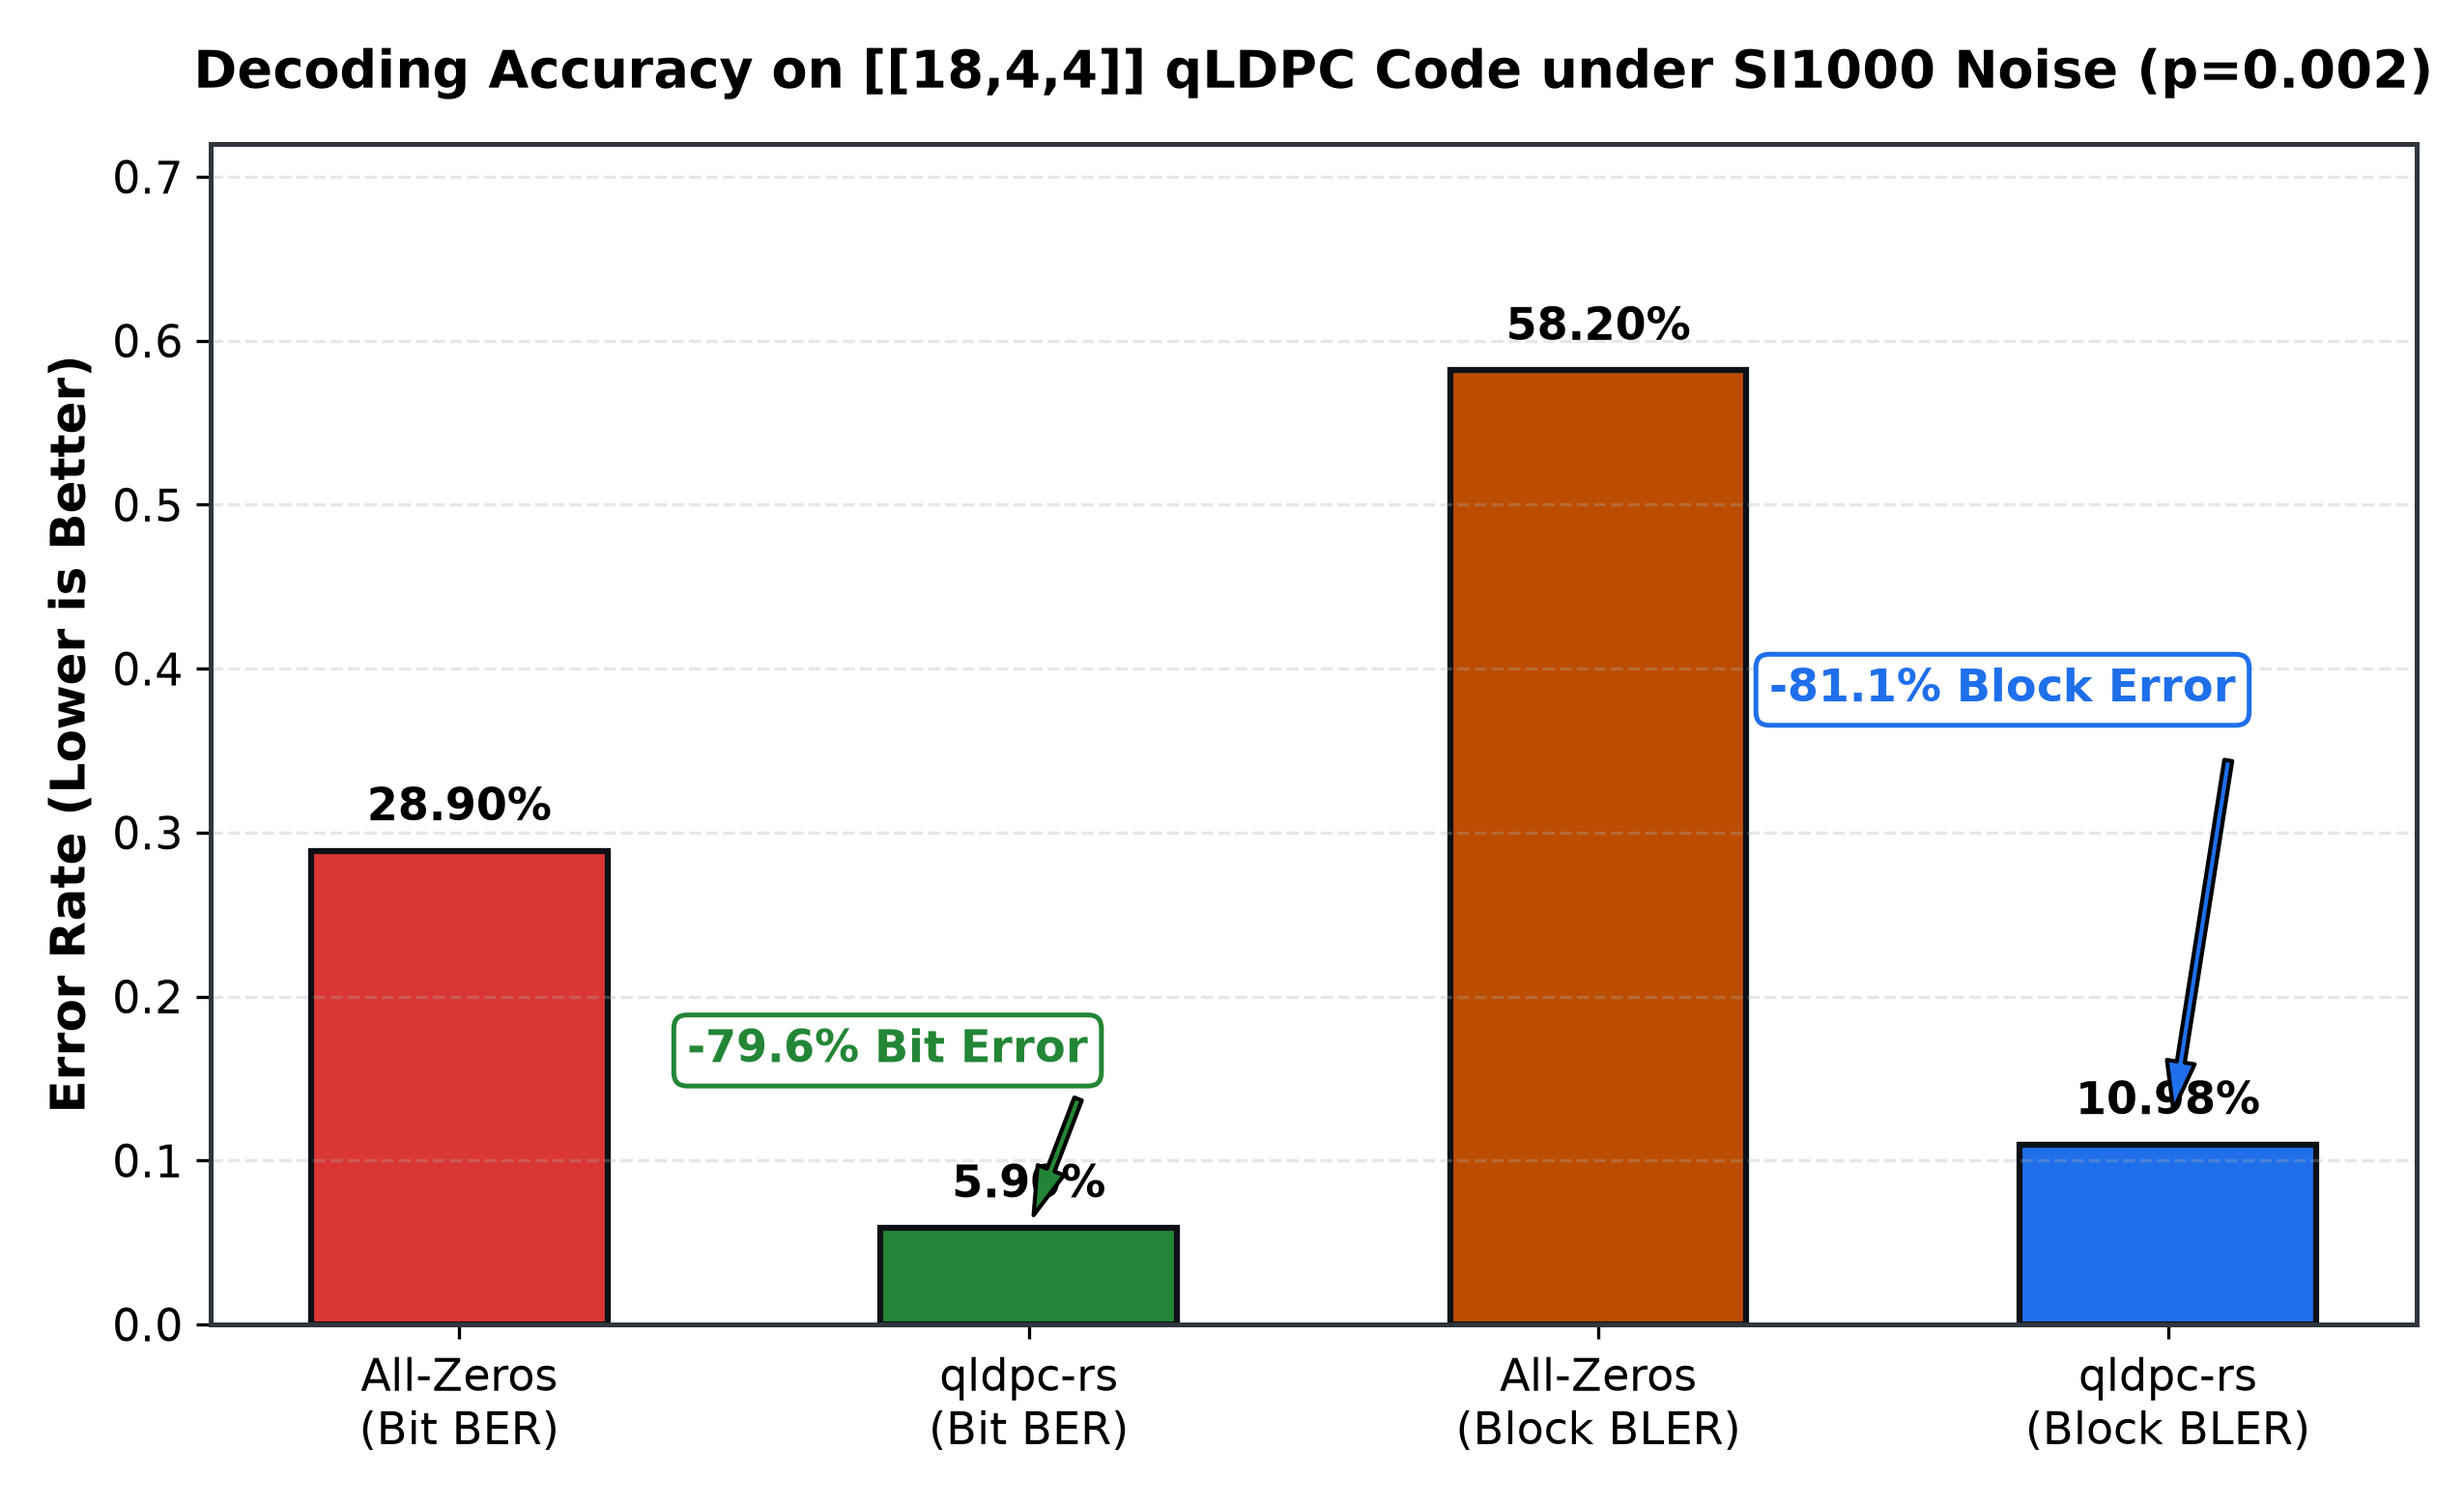 Decoding Accuracy on [[18,4,4]] qLDPC Code under SI1000 Noise (p=0.002)
Error Rate (Lower is Better)
0.7
0.6
0.5
0.4
0.3
0.2
0.1
0.0
28.90%
58.20%
10.98%
-79.6% Bit Error
-81.1% Block Error
All-Zeros
(Bit BER)
qldpc-rs
(Bit BER)
All-Zeros
(Block BLER)
qldpc-rs
(Block BLER)